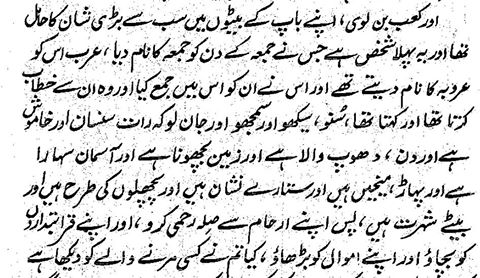 اور کعب بن لوی، اپنے باپ کے بیٹوں میں سب سے بڑی شان کا حامل
تھا اور یہ پہلا شخص ہے جس نے جمعہ کے دن کو جمعہ کا نام دیا، عرب اس کو
عروبہ کا نام دیتے تھے اور اس نے ان کو اس میں جمع کیا اور وہ ان سے خطاب
کرتا تھا اور کہتا تھا، سُنو، سیکھو اور سمجھو اور جان لو کہ رات سنسان اور خاموش
ہے اور دن، دھوپ والا ہے اور زمین بچھونا ہے اور آسمان سہارا
ہے اور پہاڑ، میخیں ہیں اور ستارے نشان ہیں اور پچھلوں کی طرح ہیں اور
بیٹے شہرت ہیں، پس اپنے ارحام سے صلہ رحمی کرو، اور اپنے قرابتداروں
کو بچاؤ اور اپنے اموال کو بڑھاؤ، کیا تم نے کسی مرنے والے کو دیکھا ہے